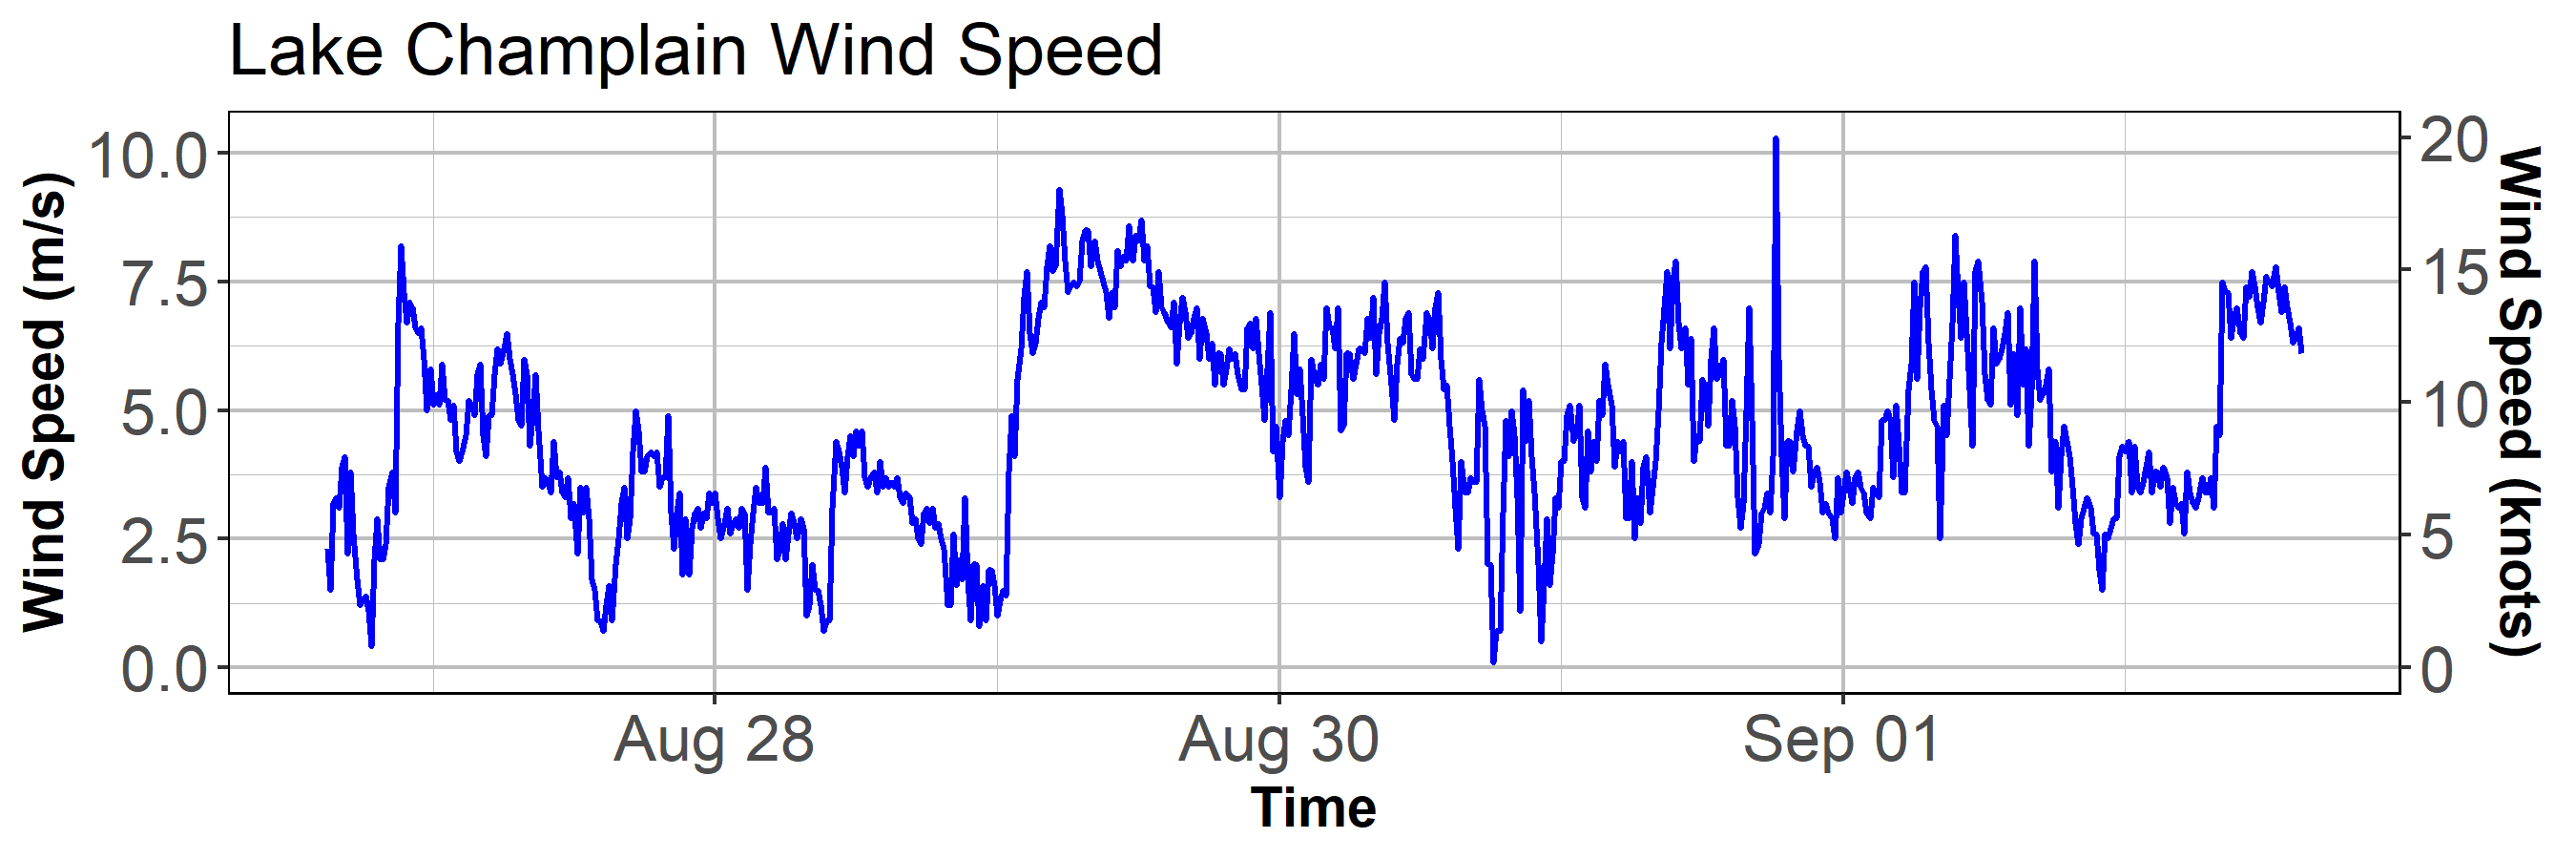 Lake Champlain Wind Speed
Wind Speed (m/s)
10.0
7.5
5.0
2.5
0.0
20
15
10
5
0
Wind Speed (knots)
Aug 28
Aug 30
Sep 01
Time